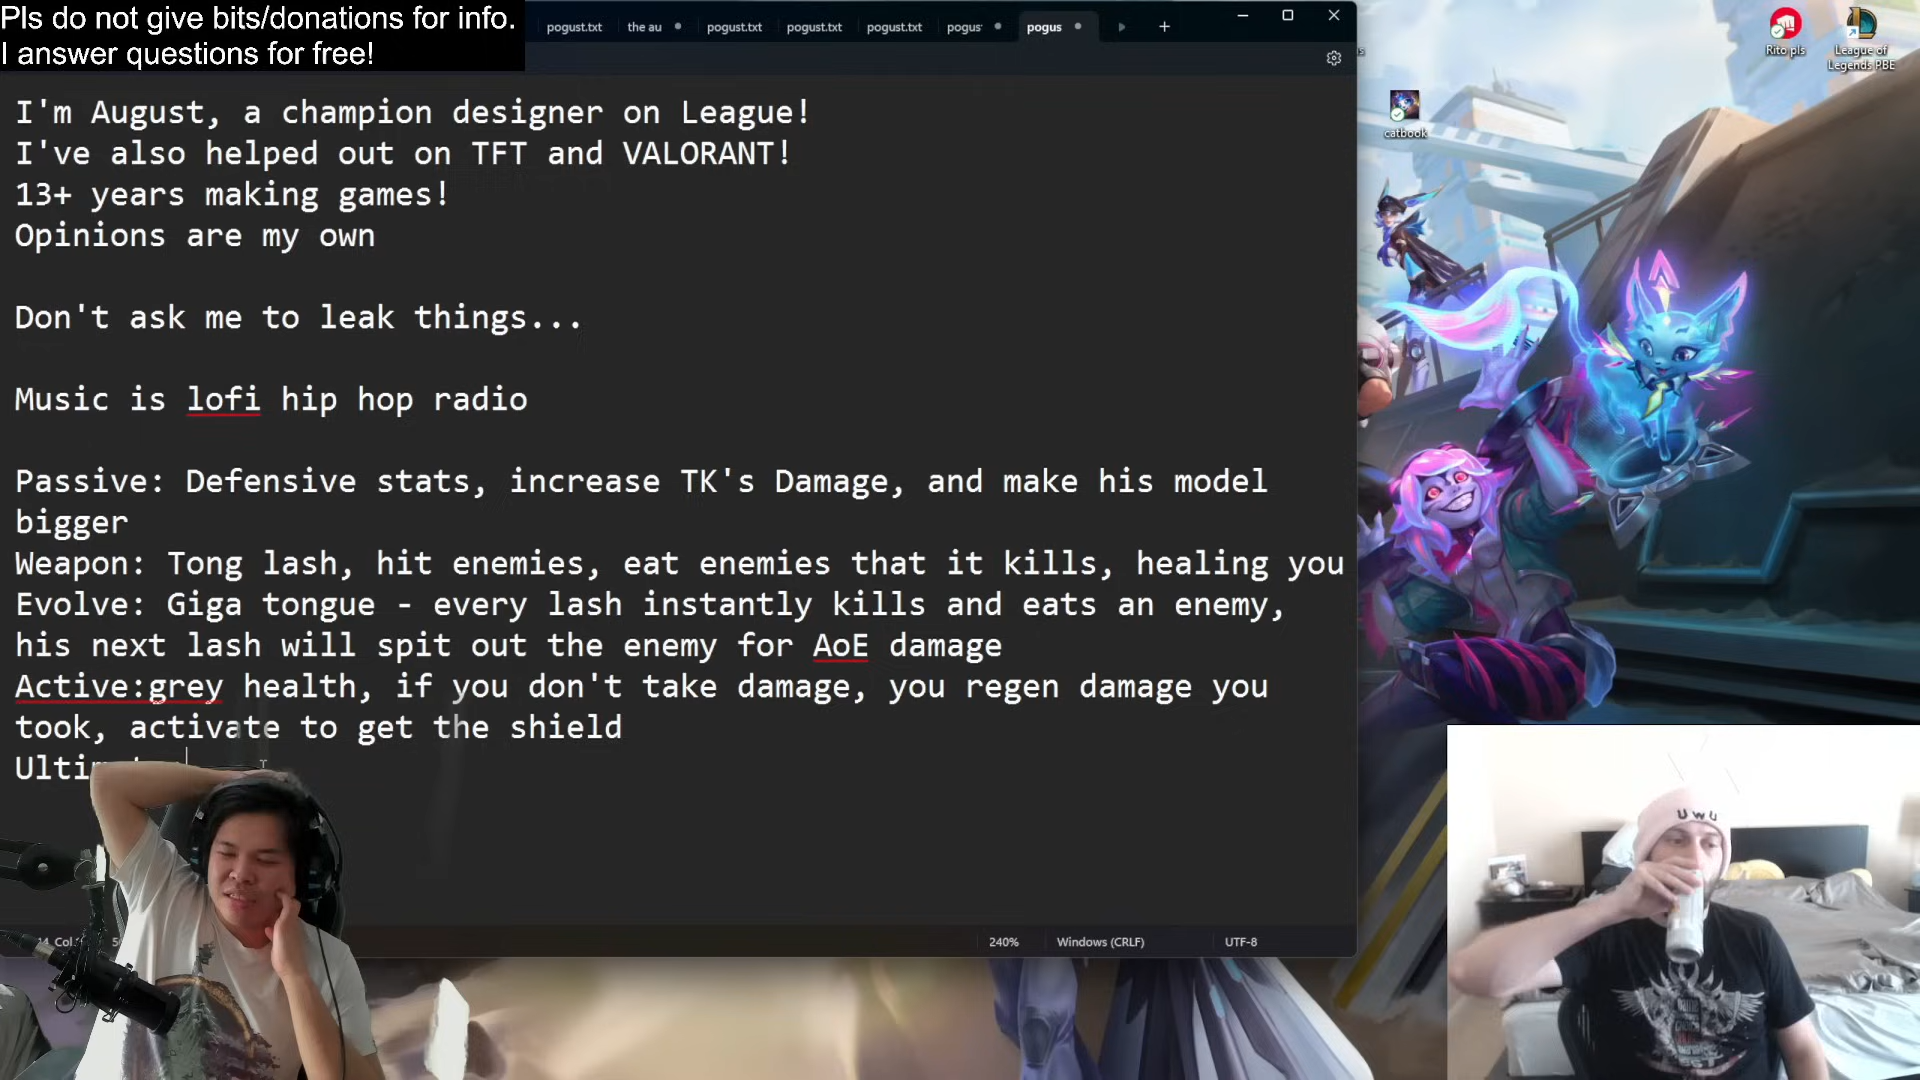 Pls do not give bits/donations for info.
I answer questions for free!
pogust.txt
the au
pogust.txt
pogust.txt
pogust.txt
pogus
pogus
Rito pls
League of
Legends PBE
catbook
I'm August, a champion designer on League!
I've also helped out on TFT and VALORANT!
13+ years making games!
Opinions are my own
Don't ask me to leak things...
Music is lofi hip hop radio
Passive: Defensive stats, increase TK's Damage, and make his model
bigger
Weapon: Tong lash, hit enemies, eat enemies that it kills, healing you
Evolve: Giga tongue - every lash instantly kills and eats an enemy,
his next lash will spit out the enemy for AoE damage
Active:grey health, if you don't take damage, you regen damage you
took, activate to get the shield
UWU
240%
Windows (CRLF)
UTF-8